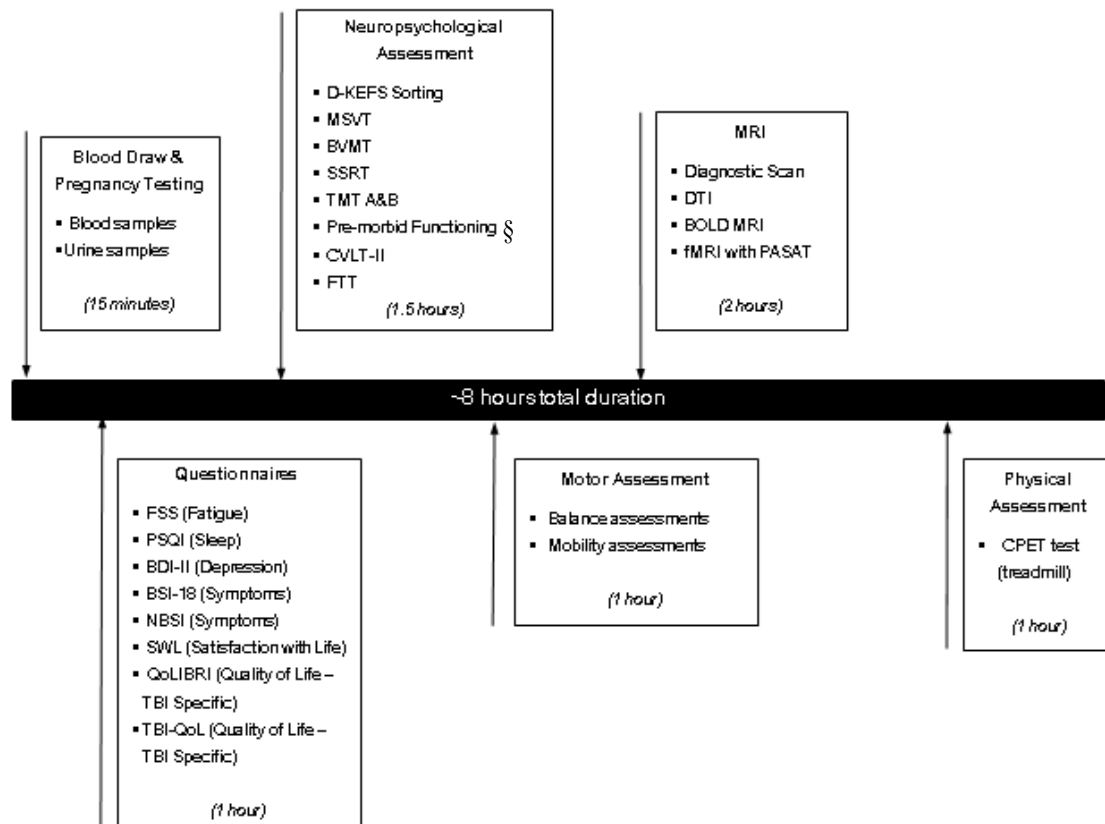 Neuropsychological
Assessment
▪ D-KEFS Sorting
▪ MSVT
▪ BVMT
▪ SSRT
▪ TMT A&B
▪ Pre-morbid Functioning §
▪ CVLT-II
▪ FTT
(1.5 hours)
Blood Draw &
Pregnancy Testing
▪ Blood samples
▪ Urine samples
(15 minutes)
MRI
▪ Diagnostic Scan
▪ DTI
▪ BOLD MRI
▪ fMRI with PASAT
(2 hours)
~8 hours total duration
Questionnaires
▪ FSS (Fatigue)
▪ PSQI (Sleep)
▪ BDI-II (Depression)
▪ BSI-18 (Symptoms)
▪ NBSI (Symptoms)
▪ SWL (Satisfaction with Life)
▪ QoLIBRI (Quality of Life –
TBI Specific)
▪ TBI-QoL (Quality of Life –
TBI Specific)
(1 hour)
Motor Assessment
▪ Balance assessments
▪ Mobility assessments
(1 hour)
Physical
Assessment
▪ CPET test
(treadmill)
(1 hour)